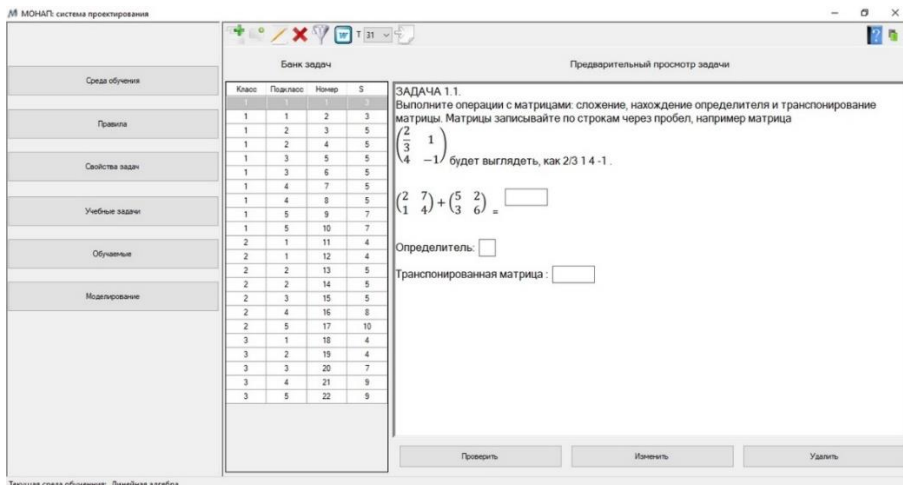 МОНАП: система проектирования
Т 31
Банк задач
Предварительный просмотр задачи
Среда обучения
Правила
Свойства задач
Учебные задачи
Обучаемые
Моделирование
Класс Подкласс Номер S
1 1 1 3
1 1 2 3
1 2 3 5
1 2 4 5
1 3 5 5
1 3 6 5
1 4 7 5
1 4 8 5
1 5 9 7
1 5 10 7
2 1 11 4
2 1 12 4
2 2 13 5
2 2 14 5
2 3 15 5
2 4 16 8
2 5 17 10
3 1 18 4
3 2 19 4
3 3 20 7
3 4 21 9
3 5 22 9
ЗАДАЧА 1.1.
Выполните операции с матрицами: сложение, нахождение определителя и транспонирование
матрицы. Матрицы записывайте по строкам через пробел, например матрица
(2/3 1
4 −1) будет выглядеть, как 2/3 1 4 -1 .
(2 7
1 4) + (5 2
3 6) =
Определитель:
Транспонированная матрица :
Проверить
Изменить
Удалить
Текущая среда обученния: Линейная алгебра